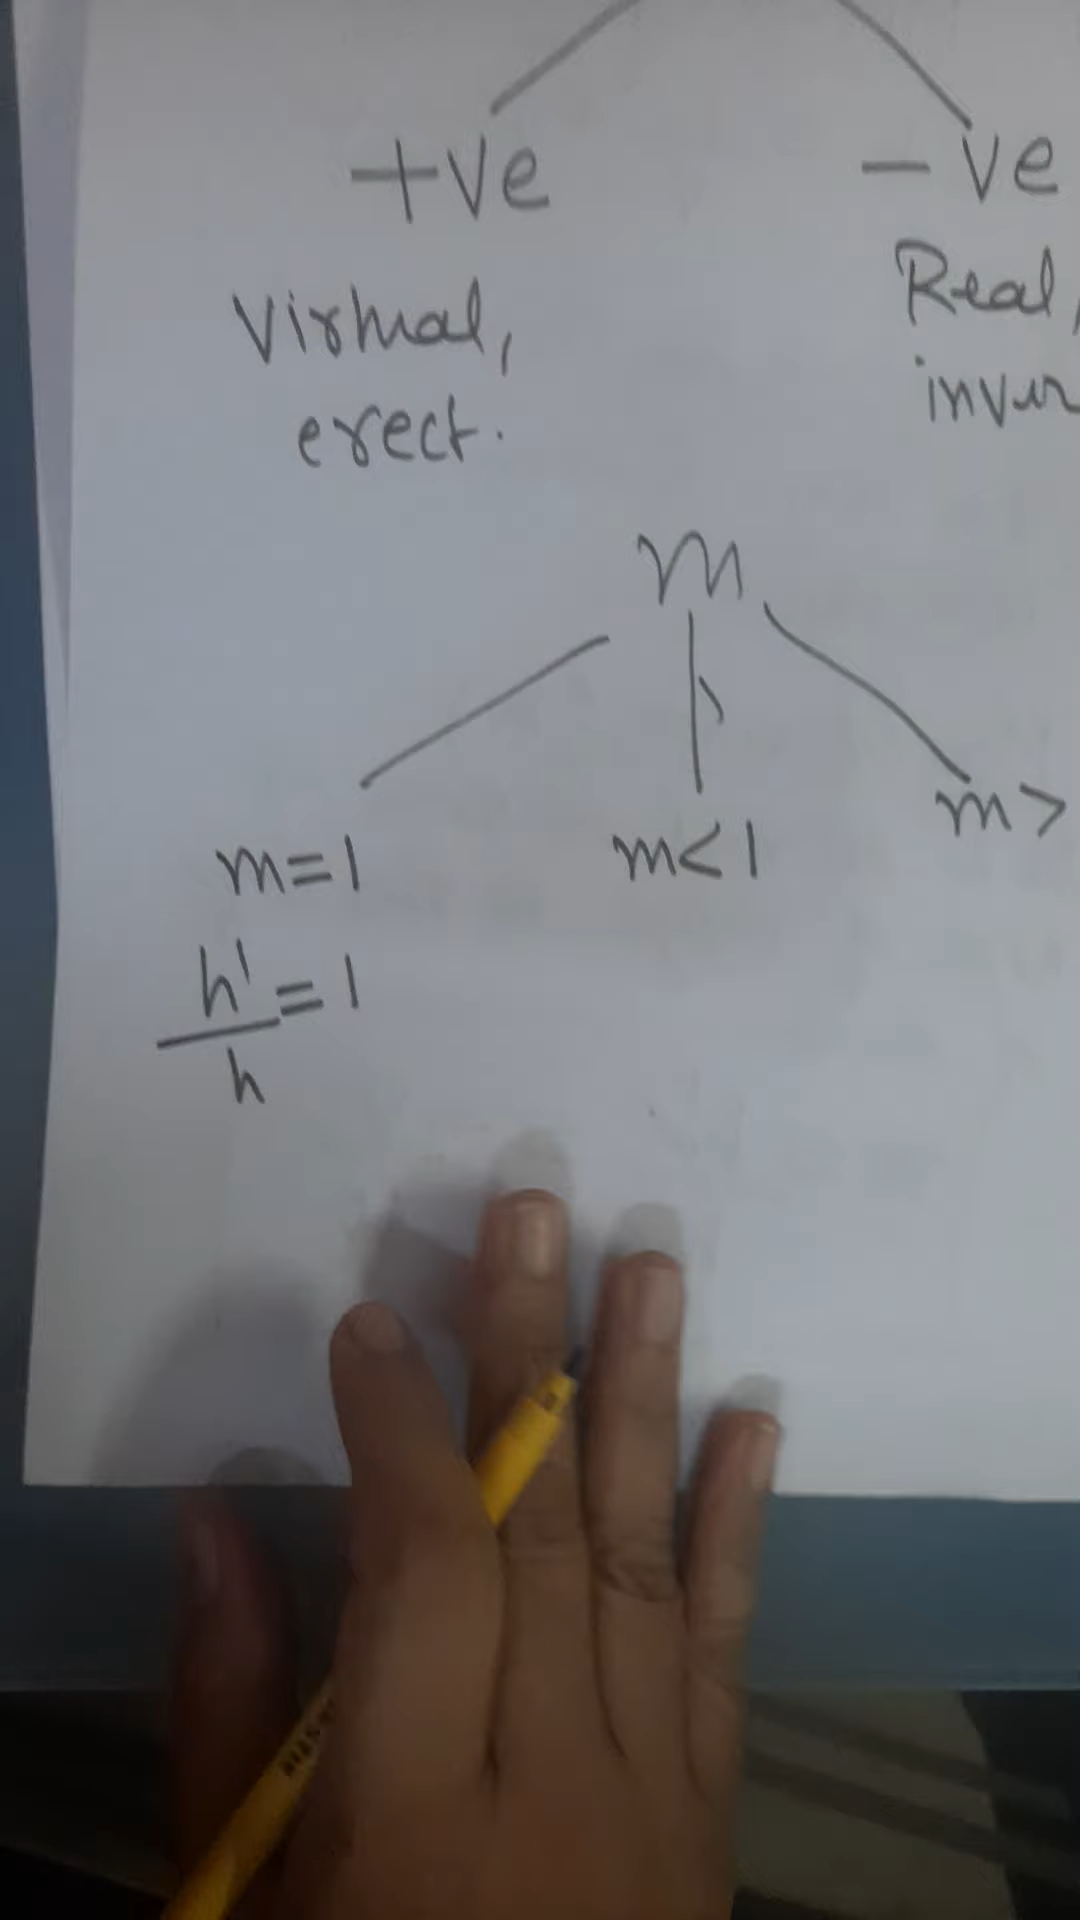 +ve
- ve
Virtual,
erect.
Real,
m
m=1
m<1
m>
h'/h = 1